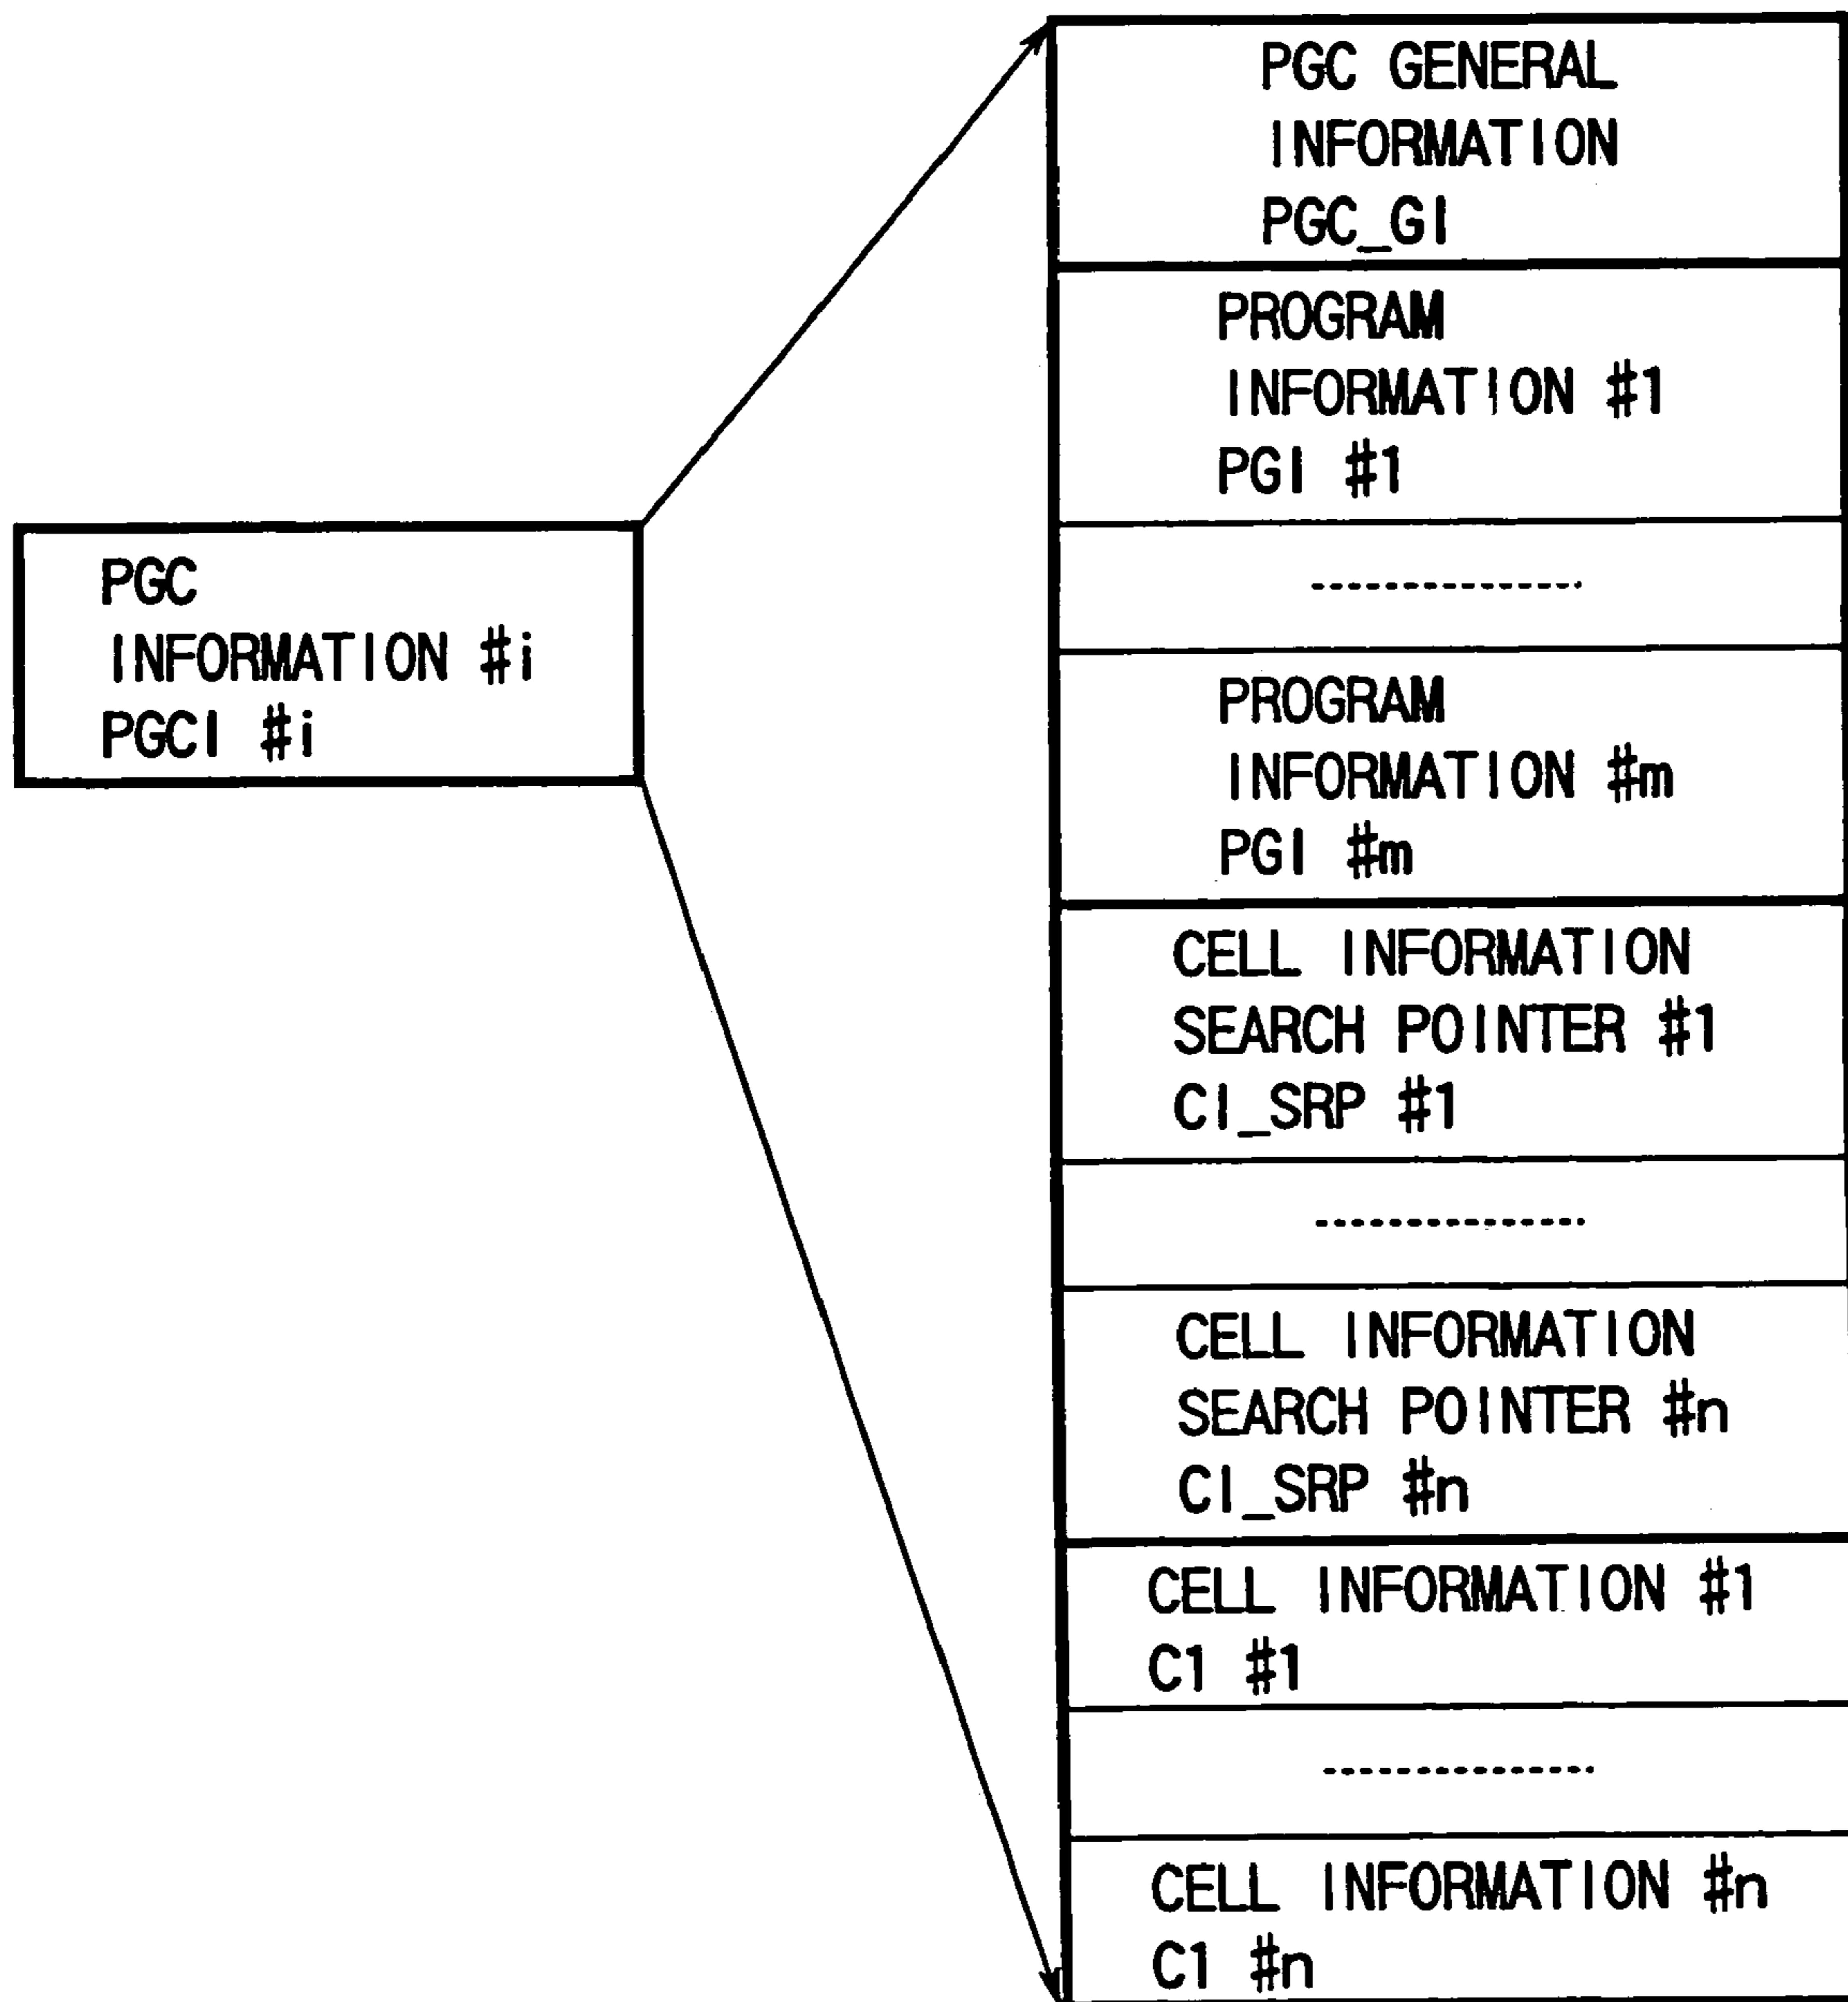 PGC
INFORMATION #i
PGCI #i
PGC GENERAL
INFORMATION
PGC_GI
PROGRAM
INFORMATION #1
PGI #1
PROGRAM
INFORMATION #m
PGI #m
CELL INFORMATION
SEARCH POINTER #1
CI_SRP #1
CELL INFORMATION
SEARCH POINTER #n
CI_SRP #n
CELL INFORMATION #1
C1 #1
CELL INFORMATION #n
C1 #n